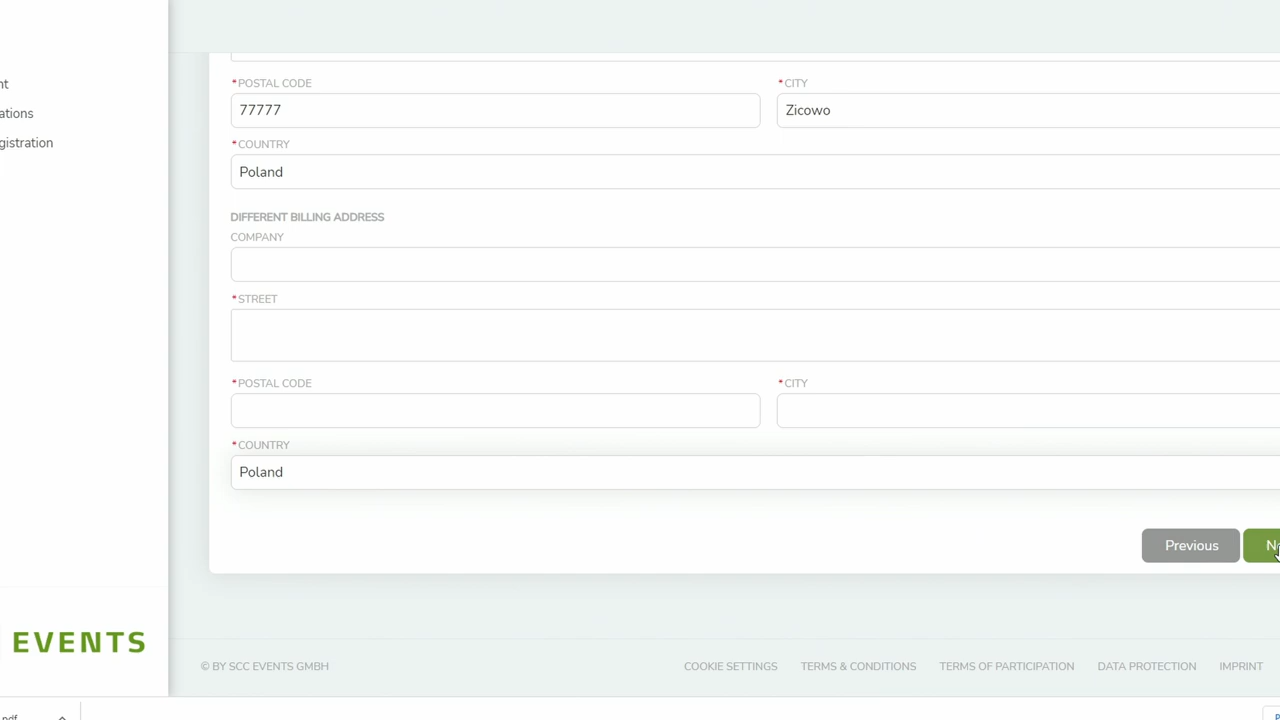 nt
ations
gistration
*POSTAL CODE
*CITY
77777
Zicowo
*COUNTRY
Poland
DIFFERENT BILLING ADDRESS
COMPANY
*STREET
*POSTAL CODE
*CITY
*COUNTRY
Poland
Previous
EVENTS
© BY SCC EVENTS GMBH
COOKIE SETTINGS
TERMS & CONDITIONS
TERMS OF PARTICIPATION
DATA PROTECTION
IMPRINT
.pdf